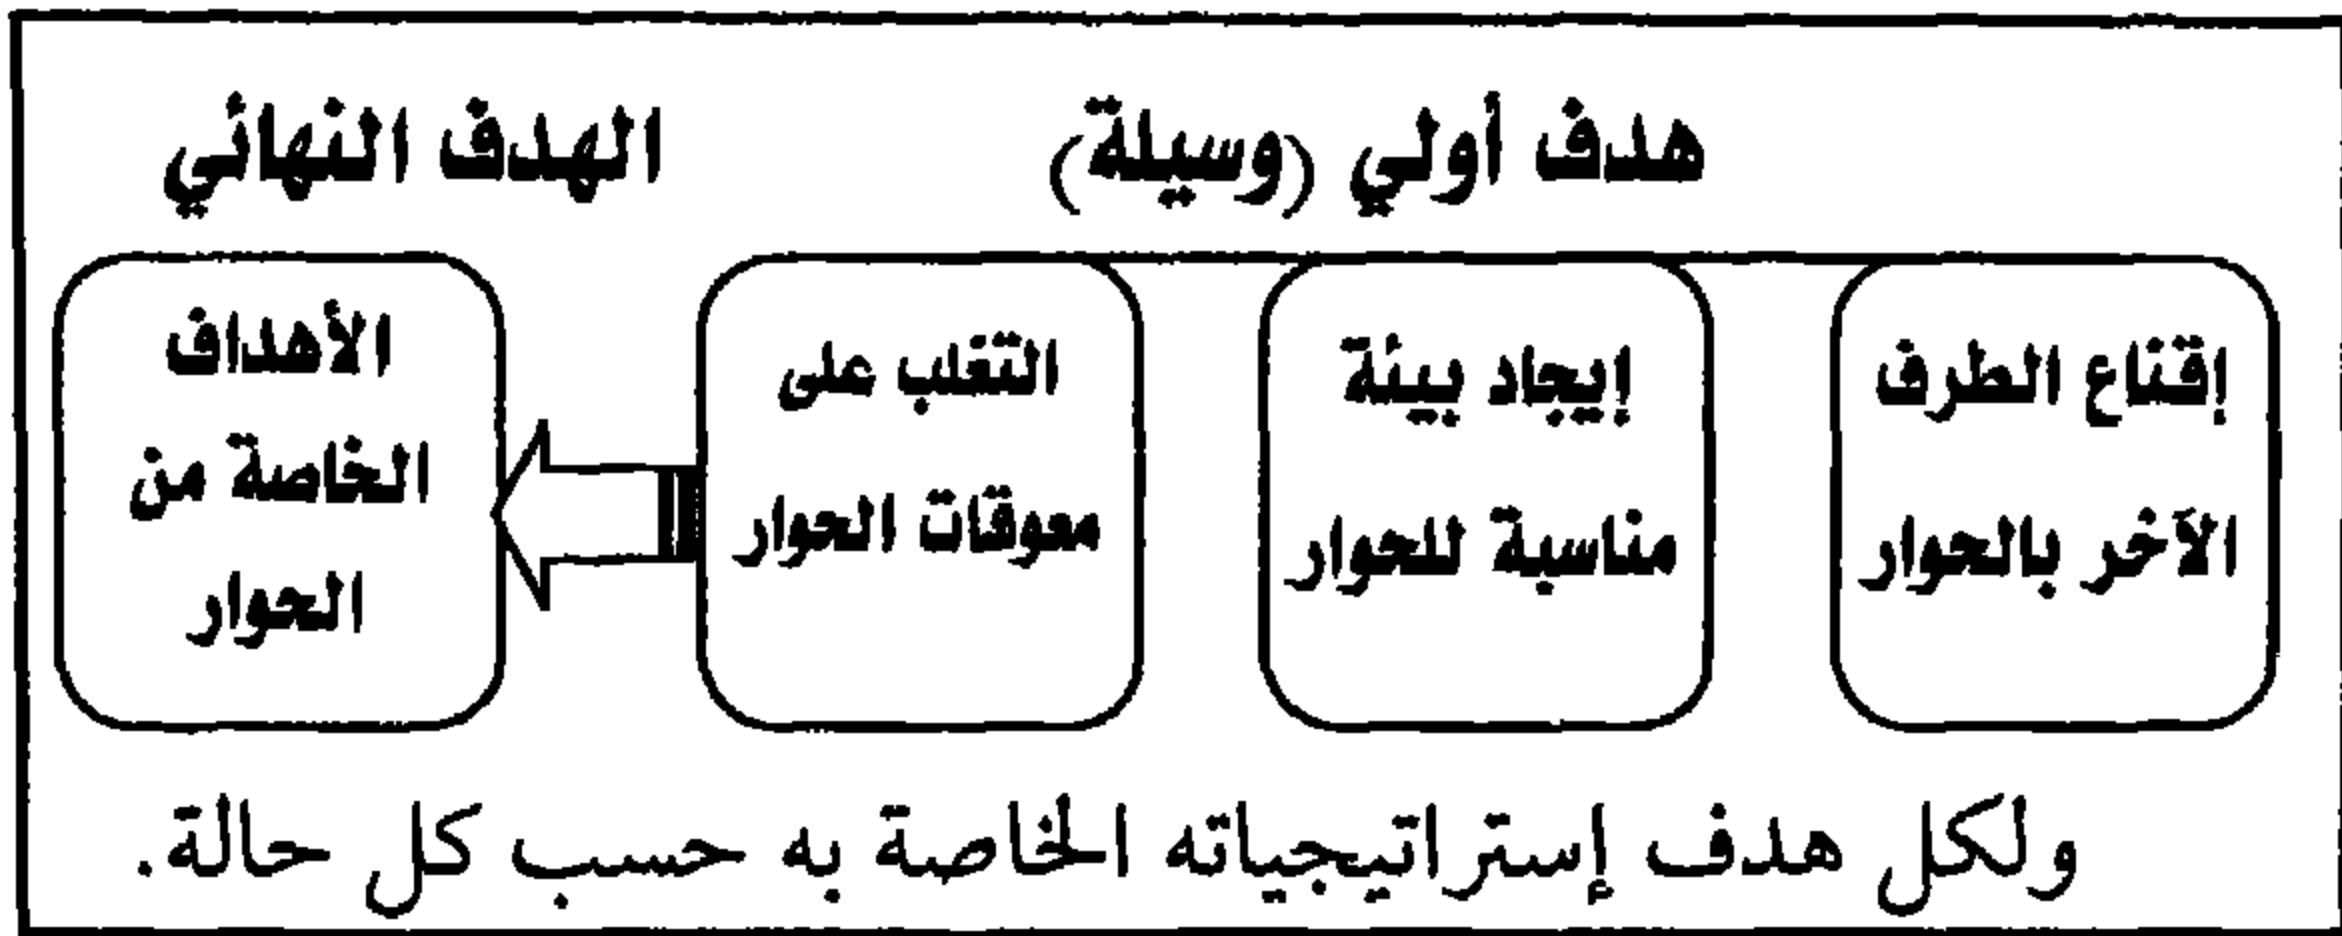 هدف أولي (وسيلة)
الهدف النهائي
إقناع الطرف
الآخر بالحوار
إيجاد بيئة
مناسبة للحوار
التغلب على
معوقات الحوار
الأهداف
الخاصة من
الحوار
ولكل هدف إستراتيجياته الخاصة به حسب كل حالة.